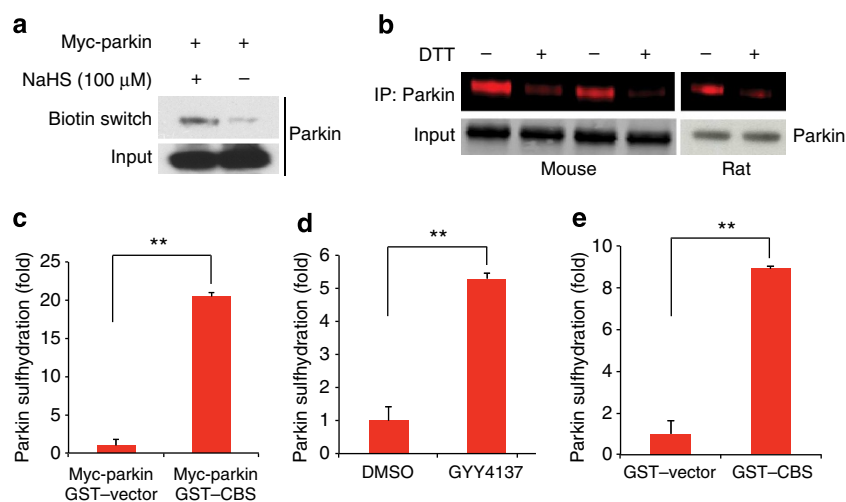 a
Myc-parkin + +
NaHS (100 μM) + −
Biotin switch
Input
Parkin
b
DTT − + − + − +
IP: Parkin
Input
Parkin
Mouse
Rat
c
**
Parkin sulfhydration (fold)
25
20
15
10
5
0
Myc-parkin
GST–vector
Myc-parkin
GST–CBS
d
**
Parkin sulfhydration (fold)
6
5
4
3
2
1
0
DMSO
GYY4137
e
**
Parkin sulfhydration (fold)
10
8
6
4
2
0
GST–vector
GST–CBS